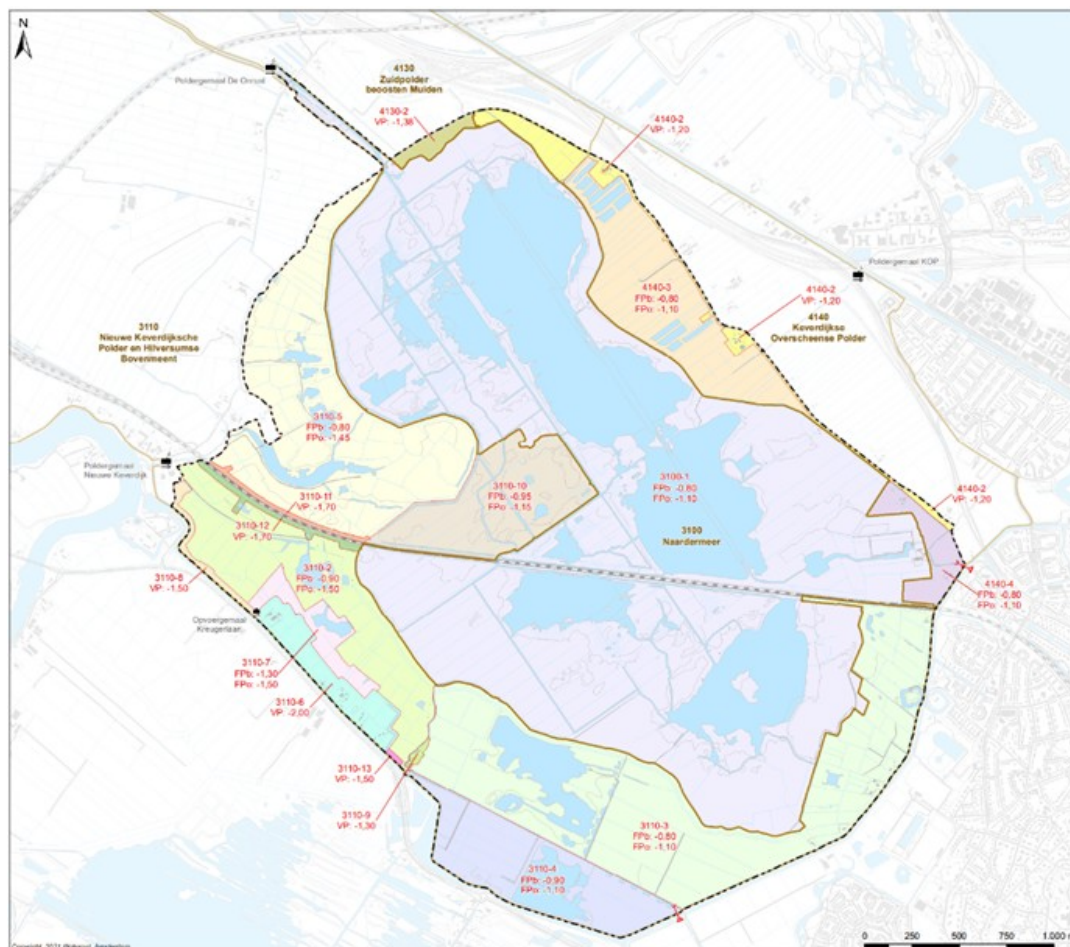 N
Poldergemaal De Onrust
4130
Zuidpolder
beoosten Muiden
4130-2
VP: -1,38
4140-2
VP: -1,20
Poldergemaal KOP
4140-3
FPb: -0,80
FPo: -1,10
4140-2
VP: -1,20
4140
Keverdijkse
Overscheense Polder
3110
Nieuwe Keverdijksche
Polder en Hilversumse
Bovenmeent
3110-5
FPb: -0,80
FPo: -1,45
Poldergemaal
Nieuwe Keverdijk
3110-11
VP: -1,70
3110-10
FPb: -0,95
FPo: -1,15
3100-1
FPb: -0,80
FPo: -1,10
4140-2
VP: -1,20
3110-12
VP: -1,70
3100
Naardermeer
3110-8
VP: -1,50
3110-2
FPb: -0,90
FPo: -1,50
4140-4
FPb: -0,80
FPo: -1,10
Opvoergemaal
Kreugerlaan
3110-7
FPb: -1,30
FPo: -1,50
3110-6
VP: -2,00
3110-13
VP: -1,50
3110-9
VP: -1,30
3110-3
FPb: -0,80
FPo: -1,10
3110-4
FPb: -0,90
FPo: -1,10
0 250 500 750 1.000